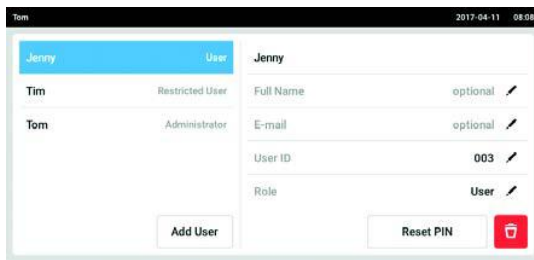 Tom 2017-04-11 08:08
Jenny User
Tim Restricted User
Tom Administrator
Add User
Jenny
Full Name optional
E-mail optional
User ID 003
Role User
Reset PIN